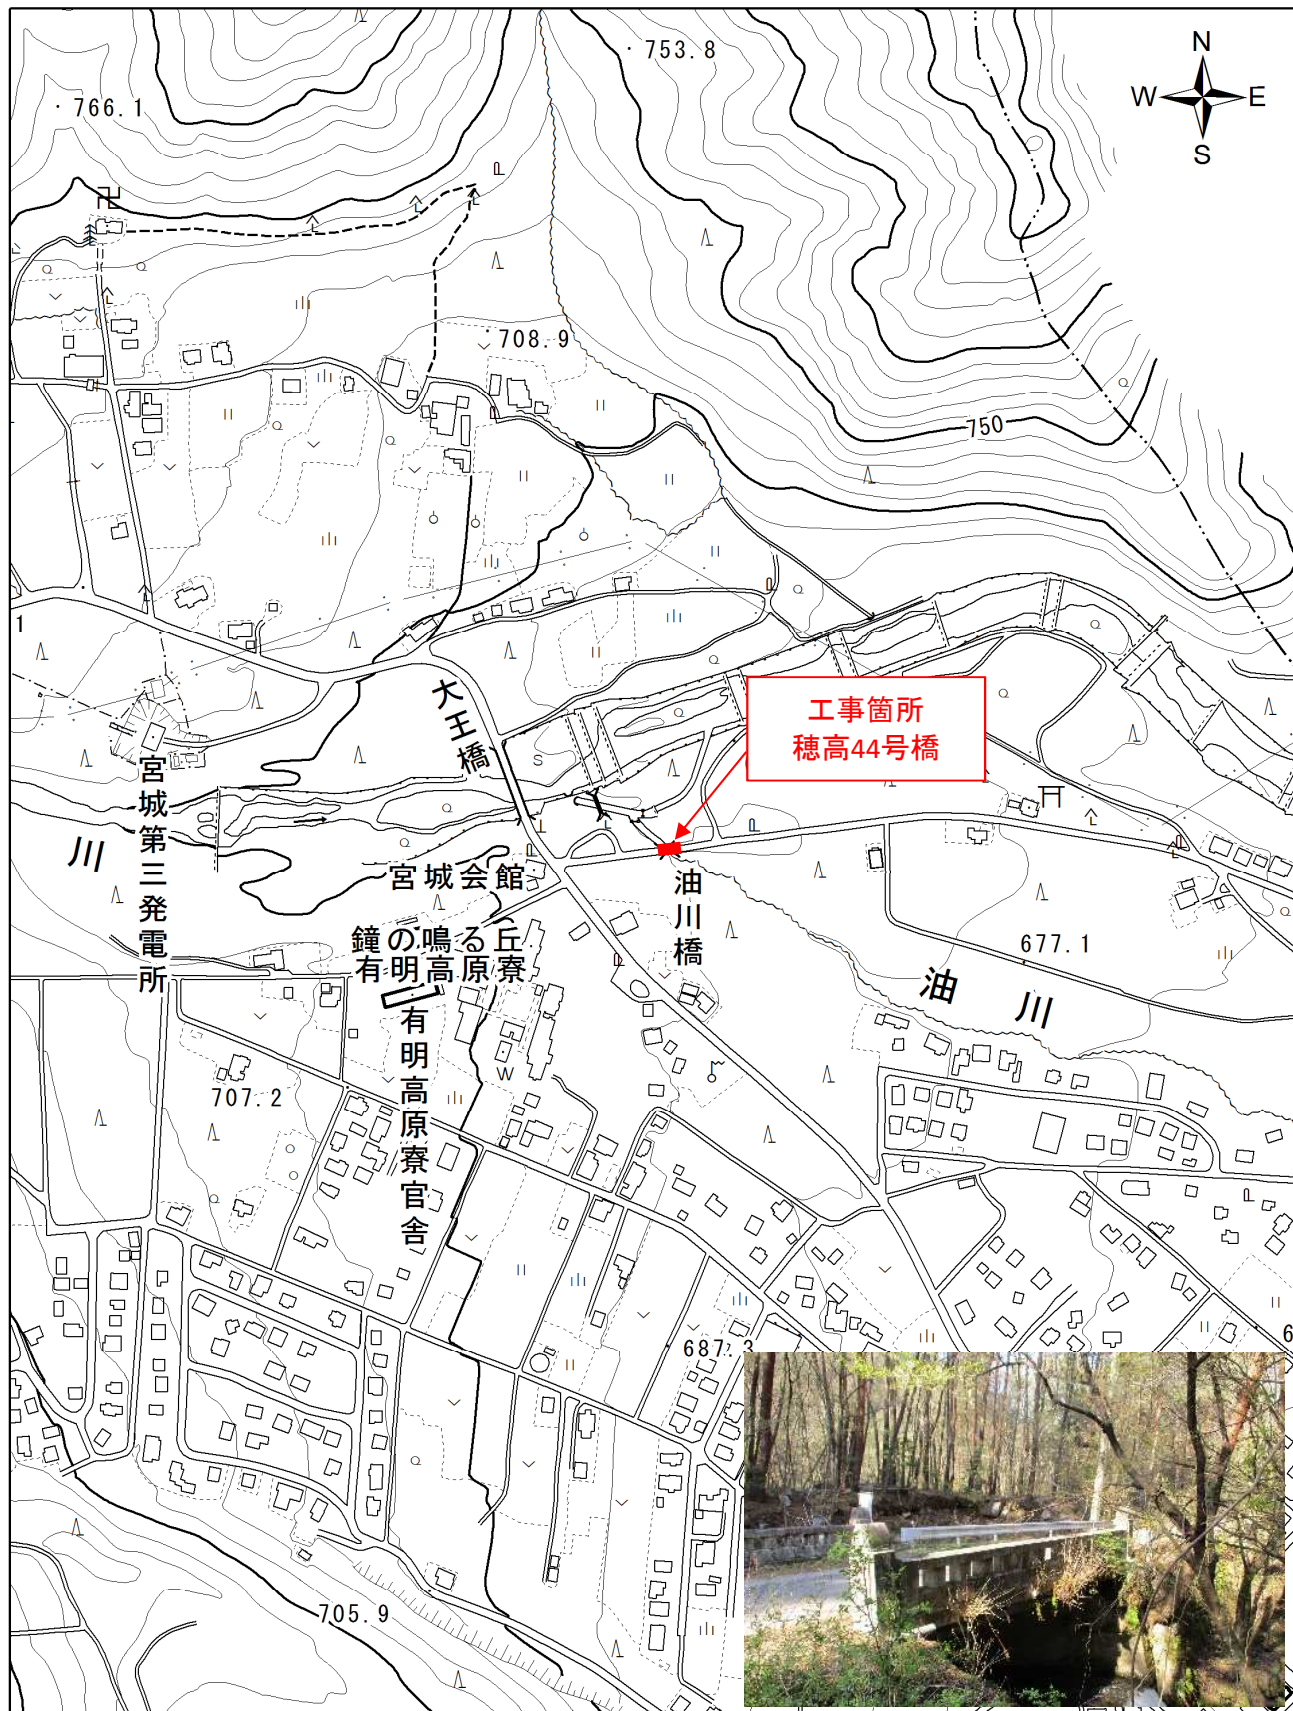 753.8
766.1
N
W E
S
708.9
750
1
大王橋
工事箇所
穂高44号橋
宮城第三発電所
川
宮城会館
油川橋
鐘の鳴る丘
有明高原寮
677.1
油川
有明高原寮官舎
W
707.2
687.3
6
705.9